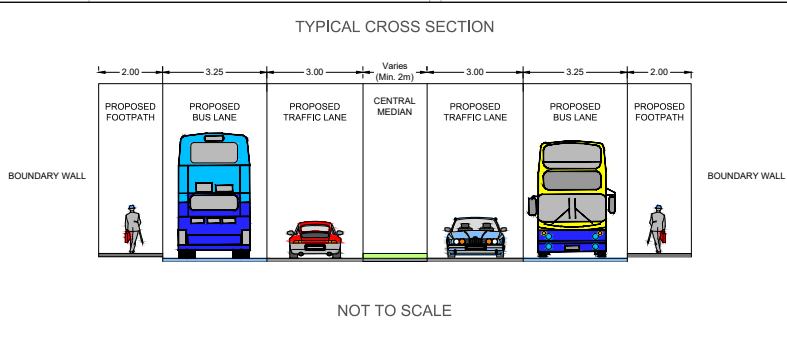 TYPICAL CROSS SECTION
2.00
3.25
3.00
Varies
(Min. 2m)
3.00
3.25
2.00
PROPOSED
FOOTPATH
PROPOSED
BUS LANE
PROPOSED
TRAFFIC LANE
CENTRAL
MEDIAN
PROPOSED
TRAFFIC LANE
PROPOSED
BUS LANE
PROPOSED
FOOTPATH
BOUNDARY WALL
BOUNDARY WALL
NOT TO SCALE